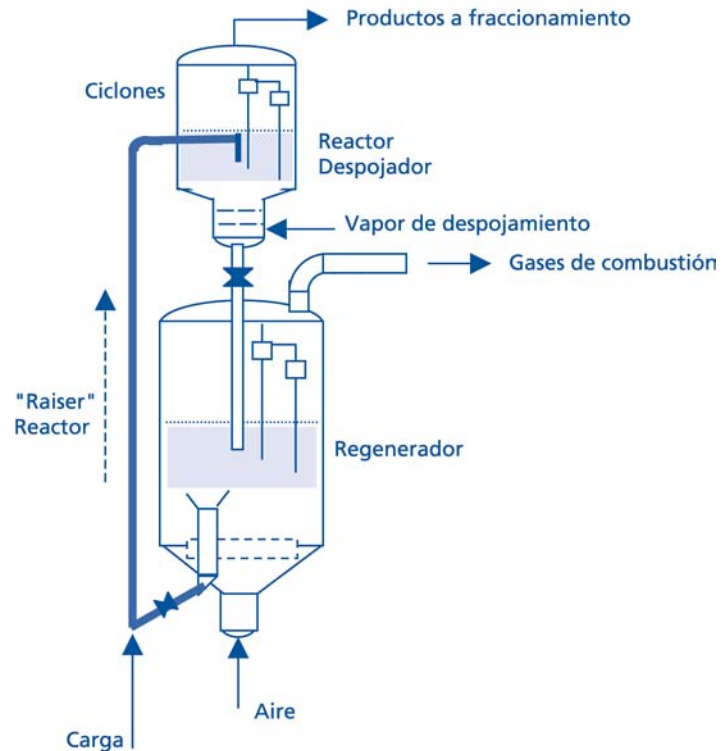 Productos a fraccionamiento
Ciclones
Reactor
Despojador
Vapor de despojamiento
Gases de combustión
"Raiser"
Reactor
Regenerador
Aire
Carga